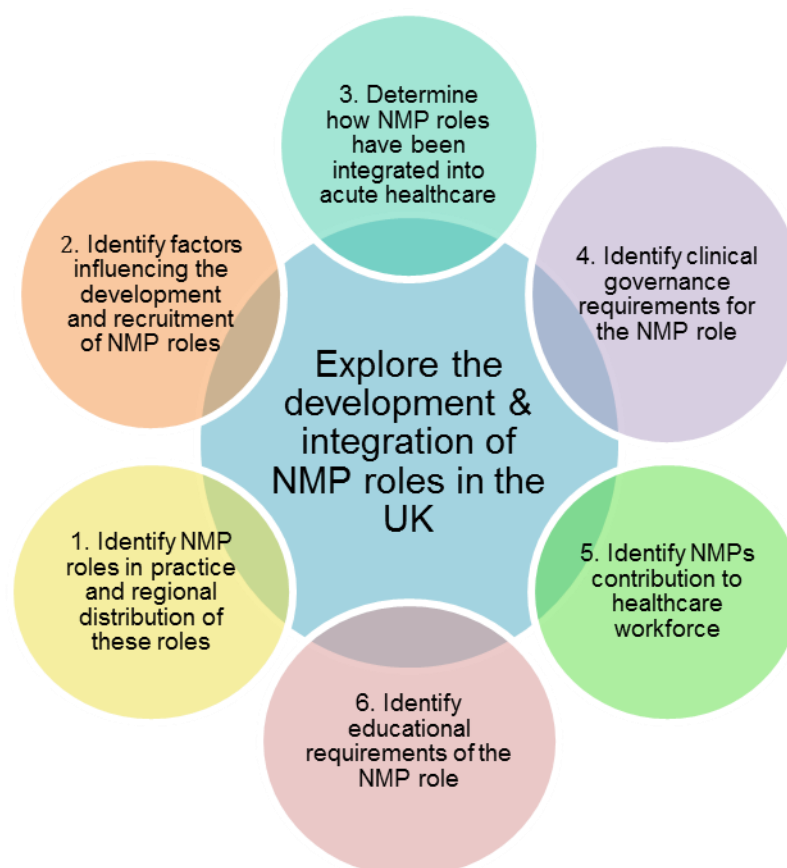 3. Determine
how NMP roles
have been
integrated into
acute healthcare
2. Identify factors
influencing the
development
and recruitment
of NMP roles
4. Identify clinical
governance
requirements for
the NMP role
Explore the
development &
integration of
NMP roles in the
UK
1. Identify NMP
roles in practice
and regional
distribution of
these roles
5. Identify NMPs
contribution to
healthcare
workforce
6. Identify
educational
requirements of the
NMP role